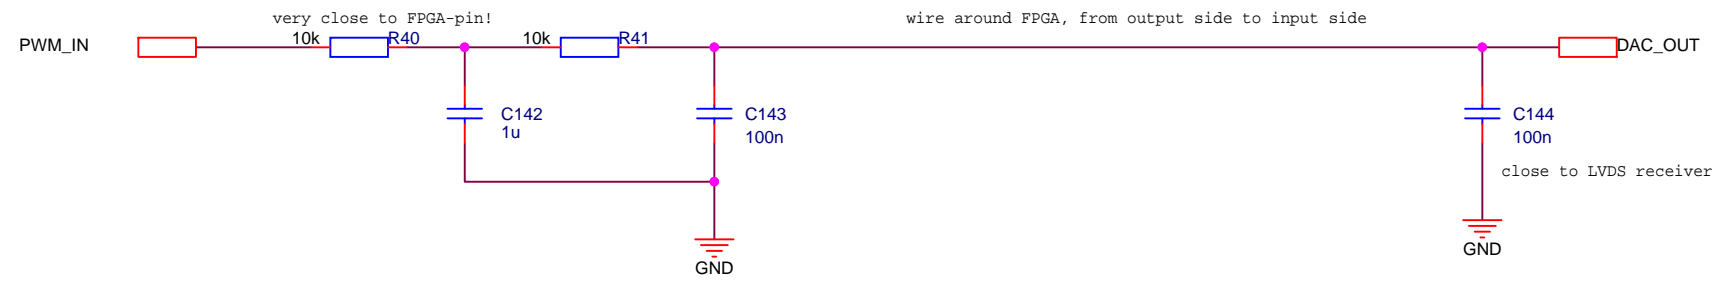 very close to FPGA-pin!
wire around FPGA, from output side to input side
PWM_IN
10k
R40
10k
R41
DAC_OUT
C142
1u
C143
100n
C144
100n
close to LVDS receiver
GND
GND